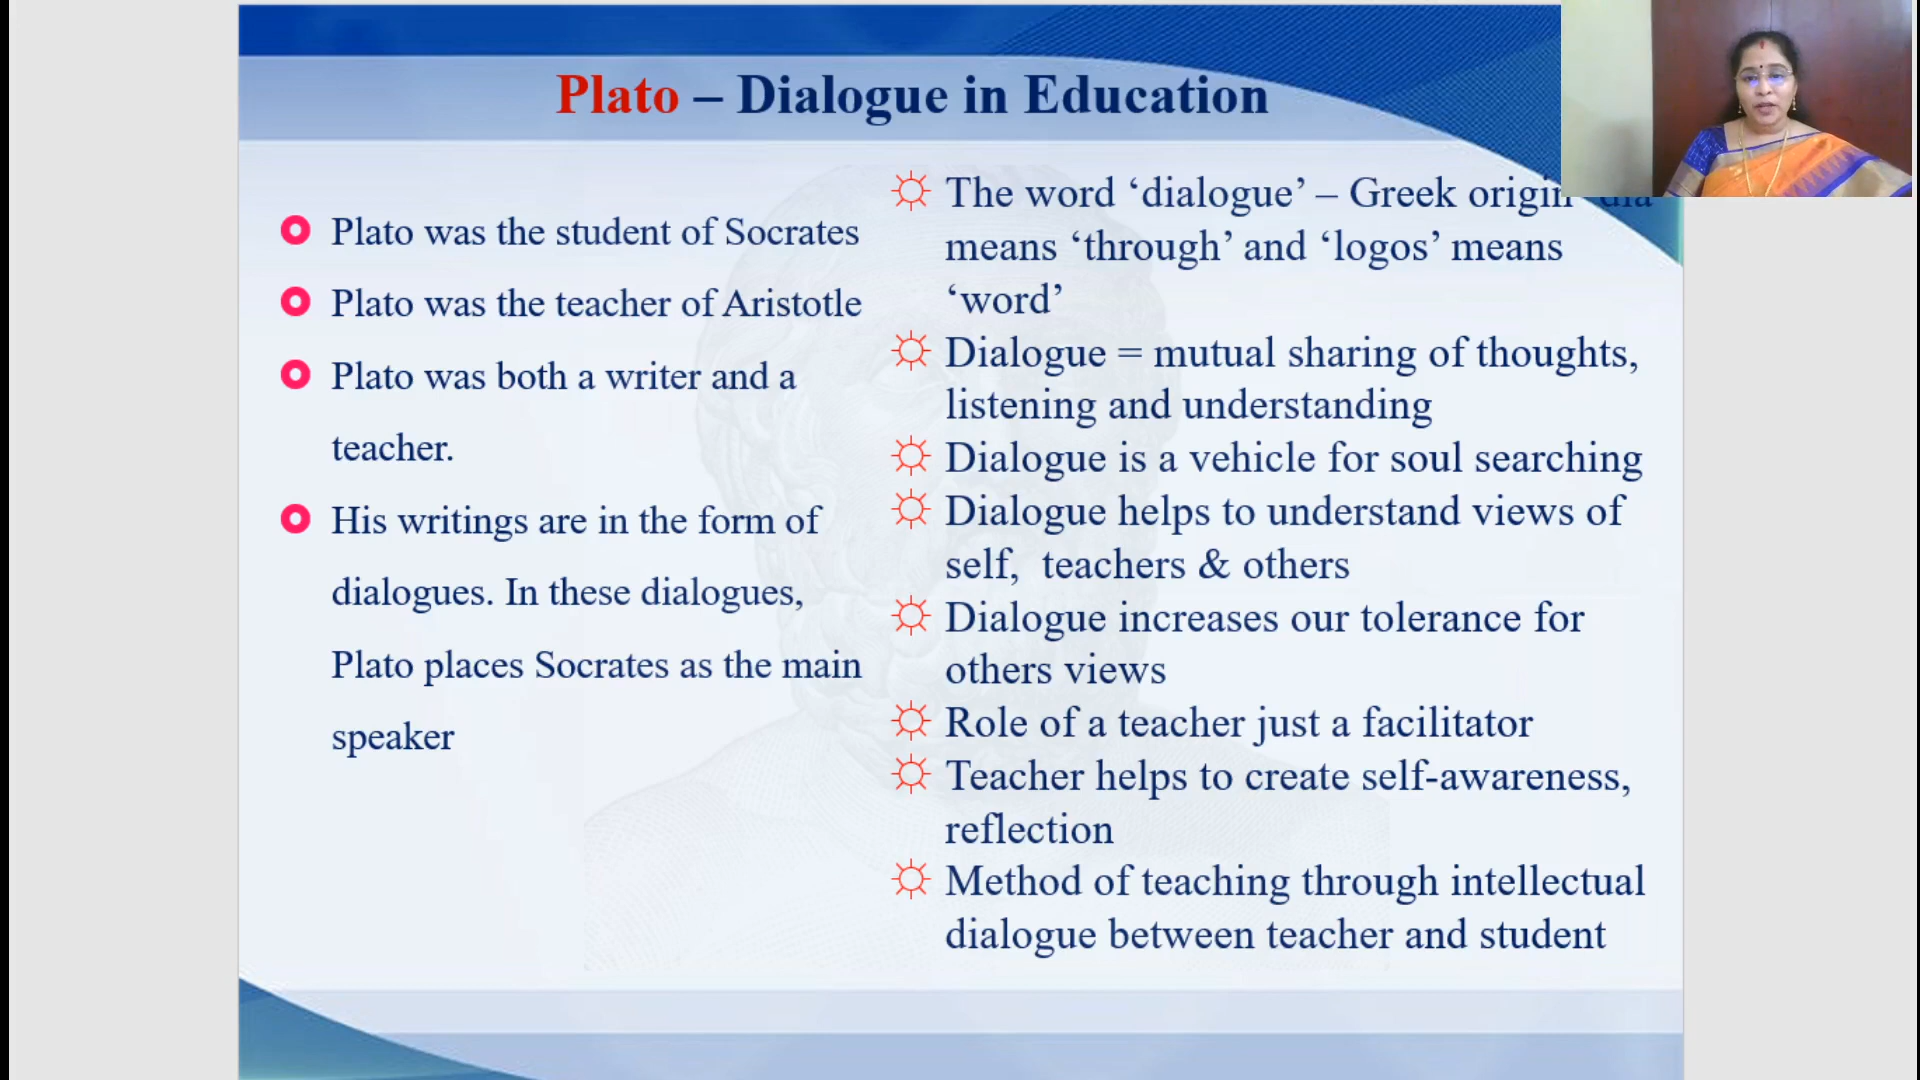 Plato – Dialogue in Education
Plato was the student of Socrates
Plato was the teacher of Aristotle
Plato was both a writer and a
teacher.
His writings are in the form of
dialogues. In these dialogues,
Plato places Socrates as the main
speaker
The word ‘dialogue’ – Greek origin
means ‘through’ and ‘logos’ means
‘word’
Dialogue = mutual sharing of thoughts,
listening and understanding
Dialogue is a vehicle for soul searching
Dialogue helps to understand views of
self, teachers & others
Dialogue increases our tolerance for
others views
Role of a teacher just a facilitator
Teacher helps to create self-awareness,
reflection
Method of teaching through intellectual
dialogue between teacher and student